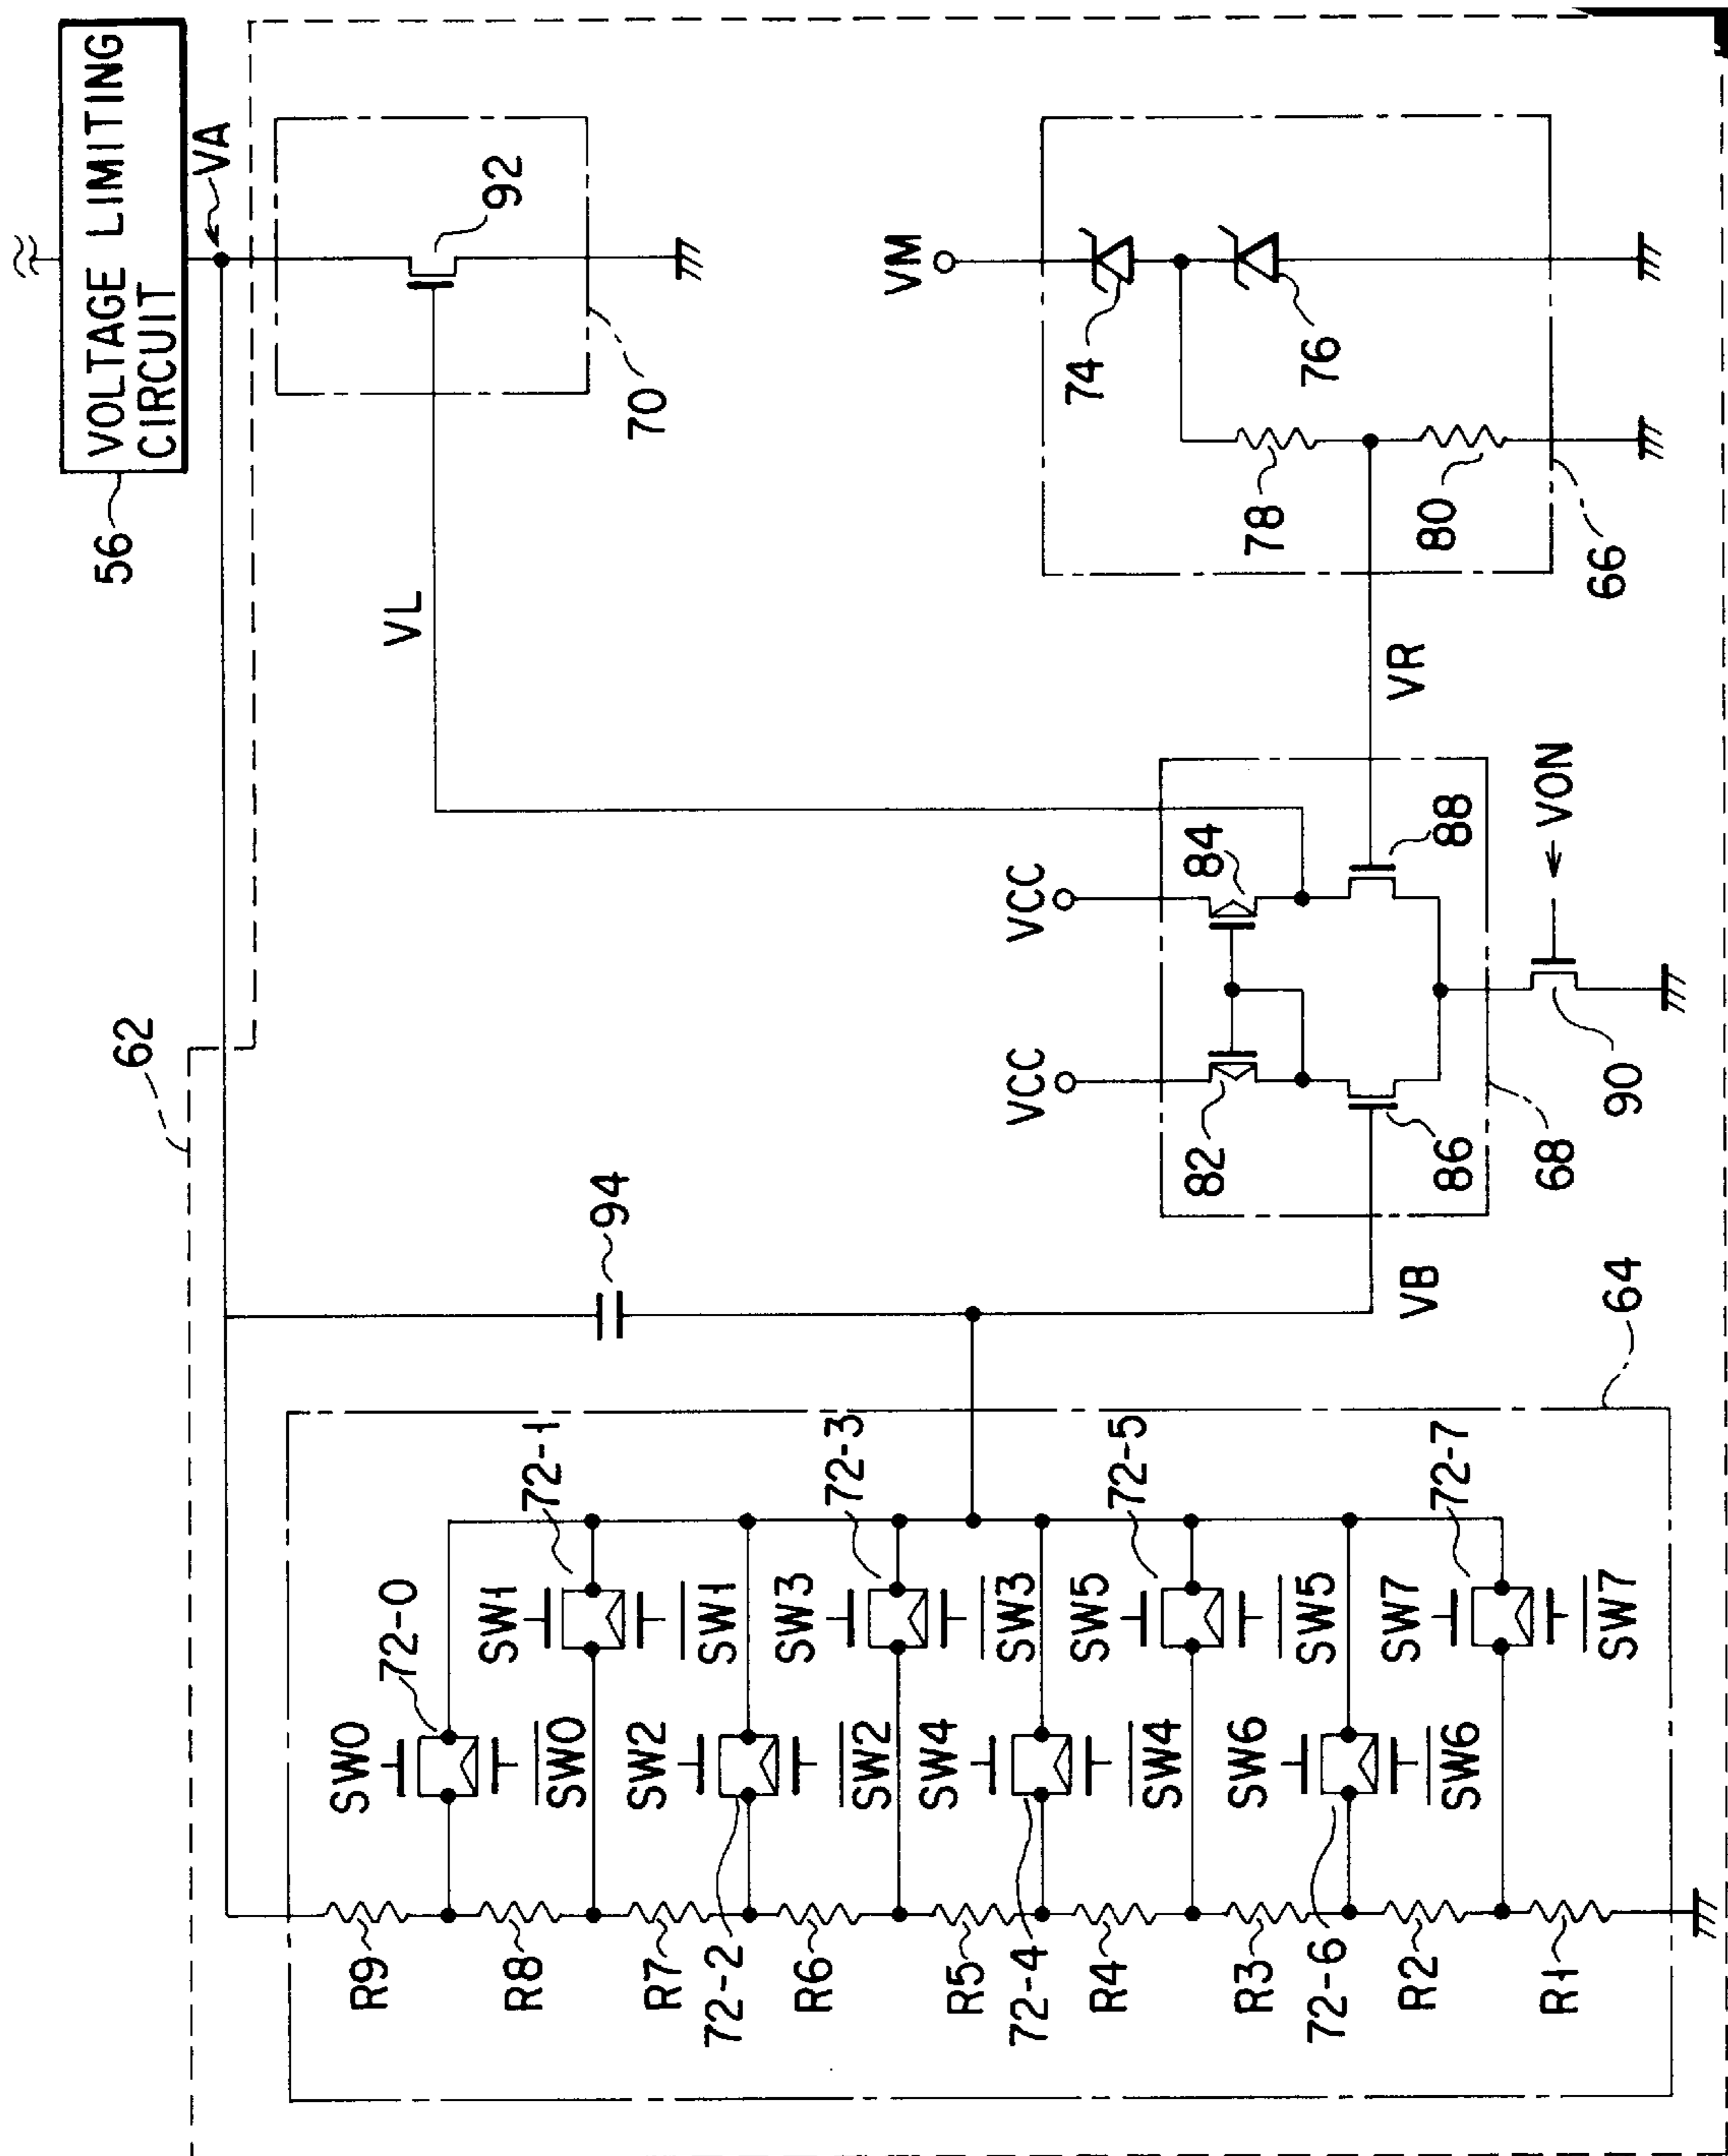 VOLTAGE LIMITING
CIRCUIT
56
VA
62
92
70
VL
VM
74
76
78
80
66
VR
VCC
VCC
82
84
86
88
68
90
VON
94
VB
64
SW0
72-0
SW0
SW1
72-1
SW1
SW2
72-2
SW2
SW3
72-3
SW3
SW4
72-4
SW4
SW5
72-5
SW5
SW6
72-6
SW6
SW7
72-7
SW7
R9
R8
R7
R6
R5
R4
R3
R2
R1